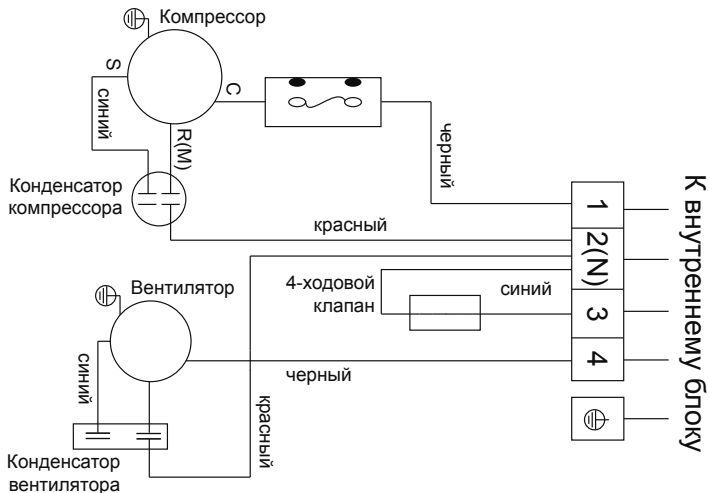 Компрессор
S
C
синий
R(M)
черный
Конденсатор
компрессора
красный
1
2(N)
3
4
К внутреннему блоку
4-ходовой
клапан
синий
Вентилятор
синий
черный
красный
Конденсатор
вентилятора